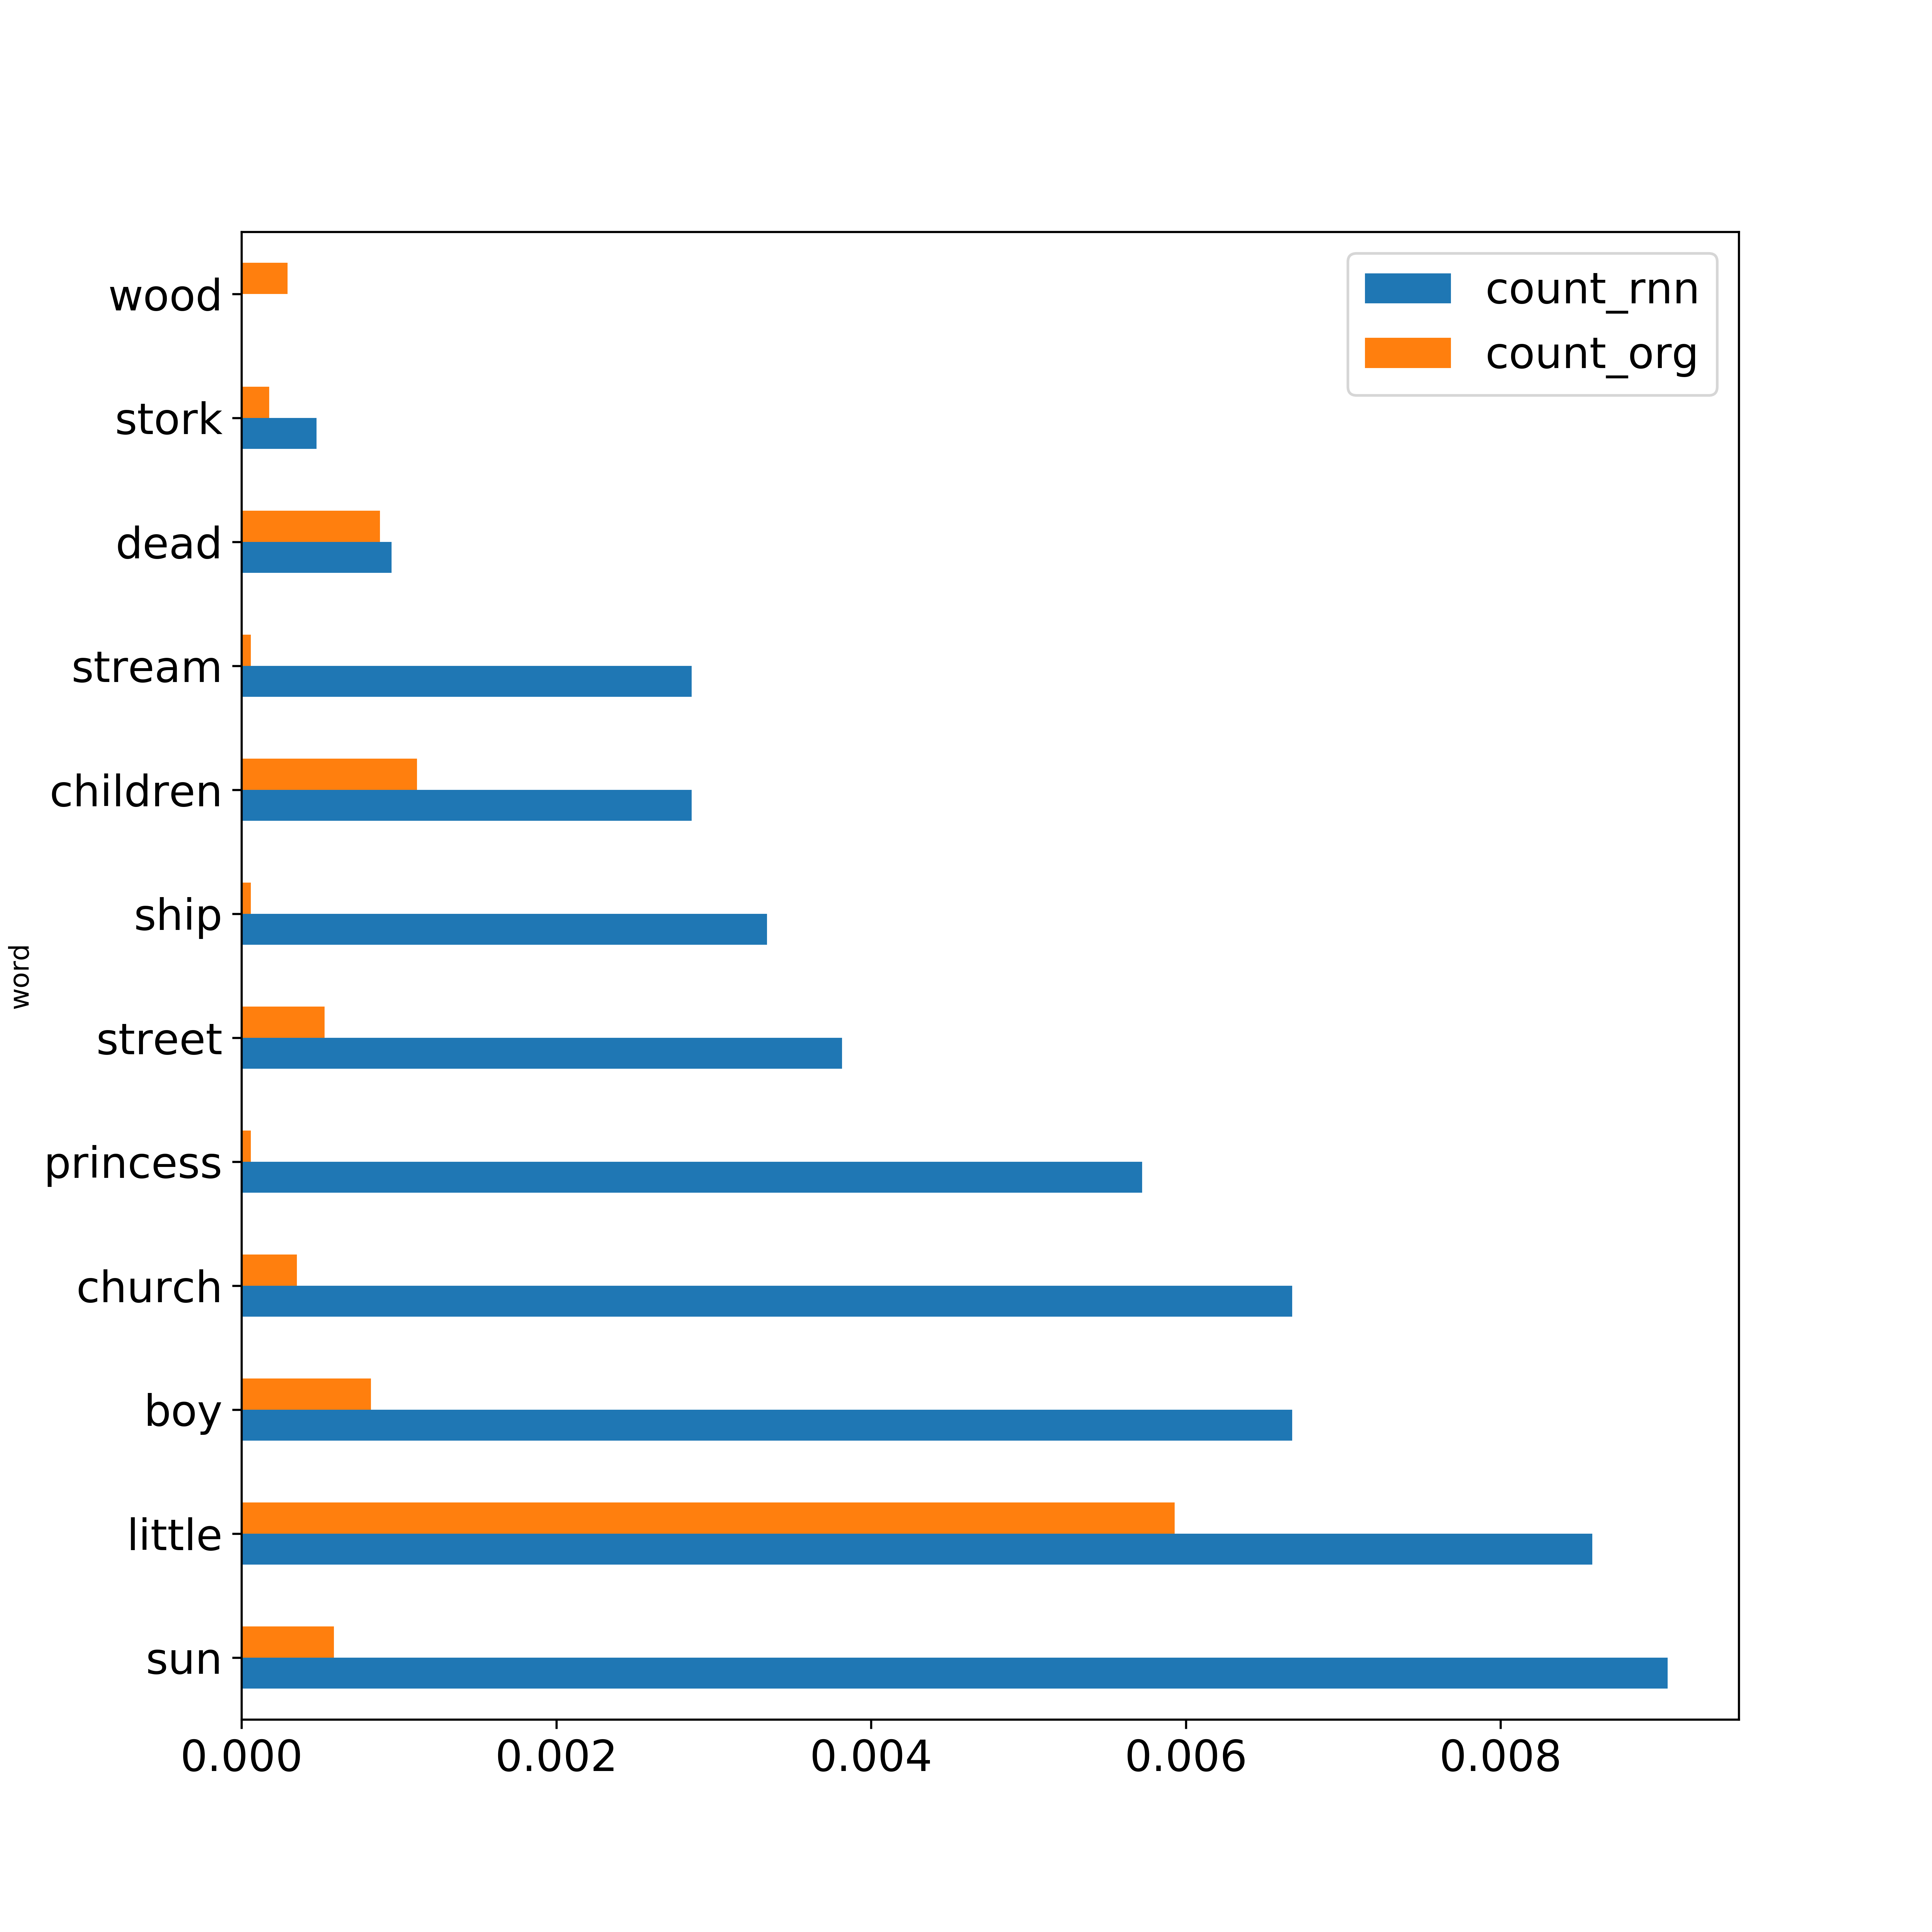 count_rnn
count_org
wood
stork
dead
stream
children
ship
street
princess
church
boy
little
sun
word
0.000 0.002 0.004 0.006 0.008